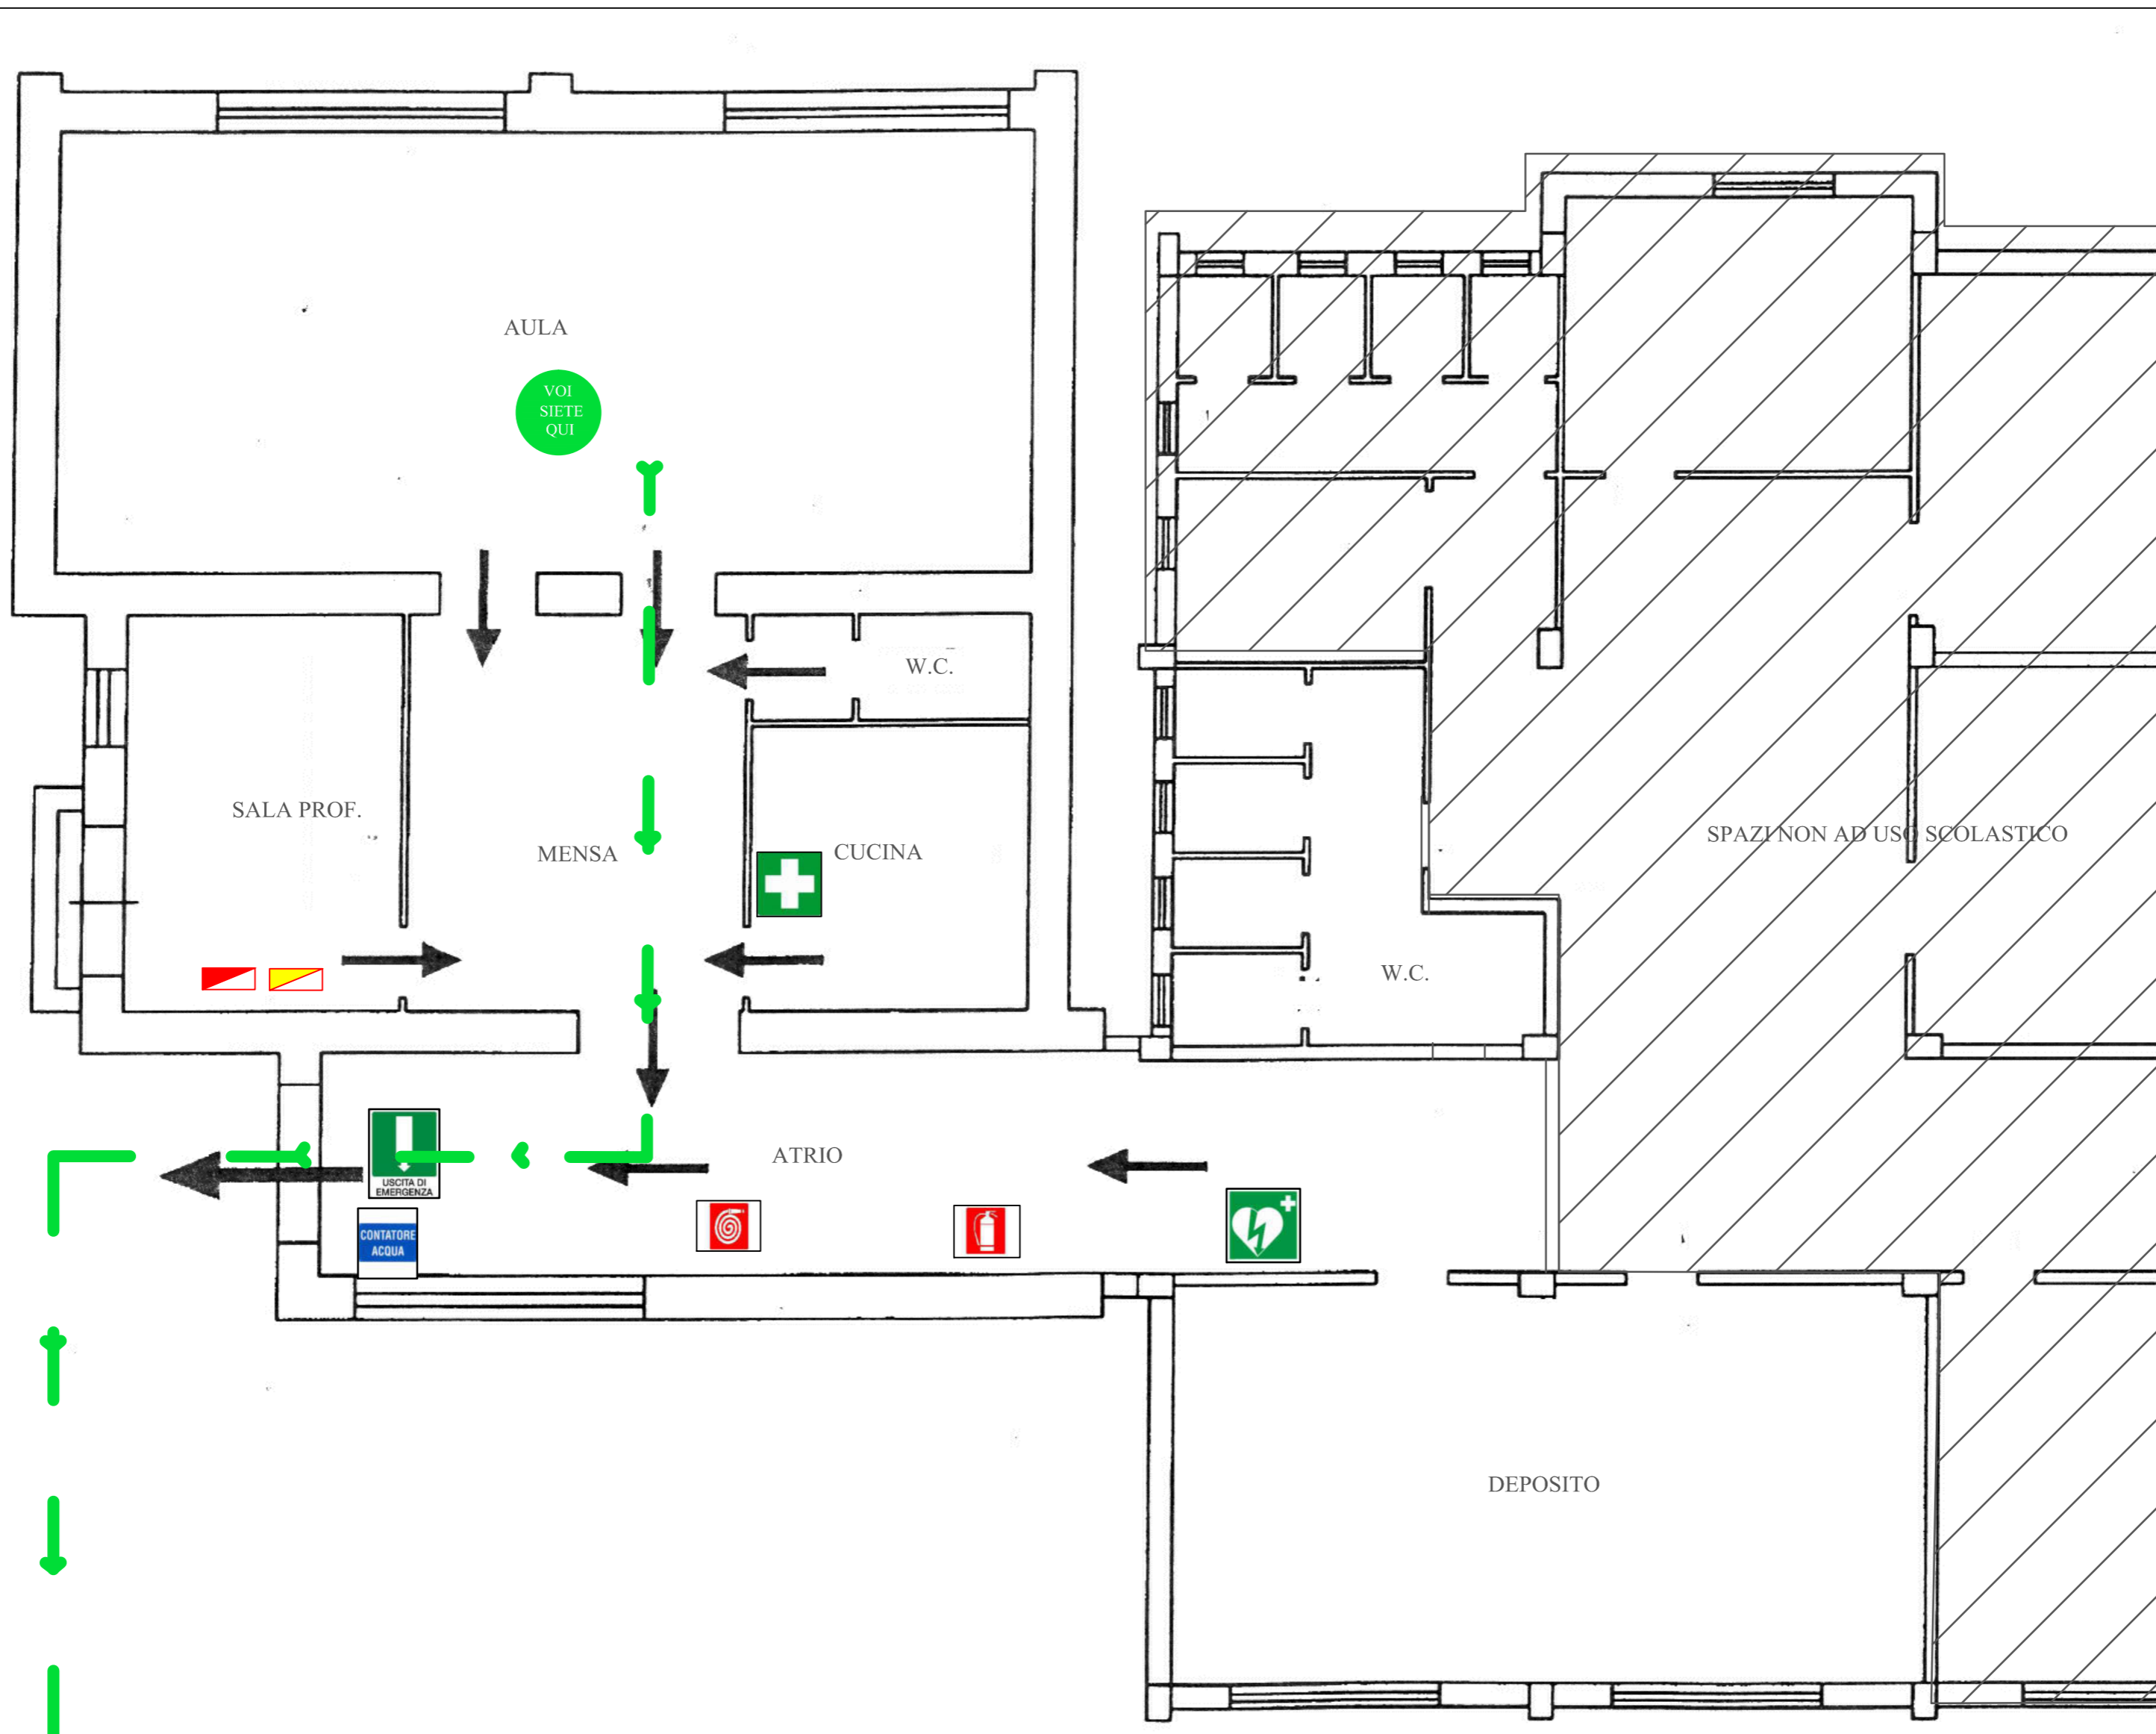 AULA
VOI
SIETE
QUI
W.C.
SALA PROF.
MENSA
CUCINA
SPAZI NON AD USO SCOLASTICO
W.C.
USCITA DI
EMERGENZA
ATRIO
CONTATORE
ACQUA
DEPOSITO